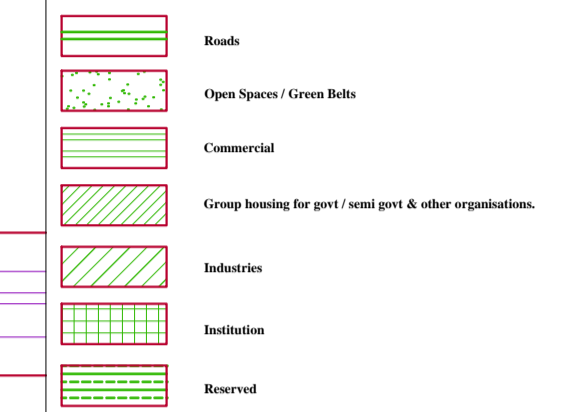 Roads
Open Spaces / Green Belts
Commercial
Group housing for govt / semi govt & other organisations.
Industries
Institution
Reserved